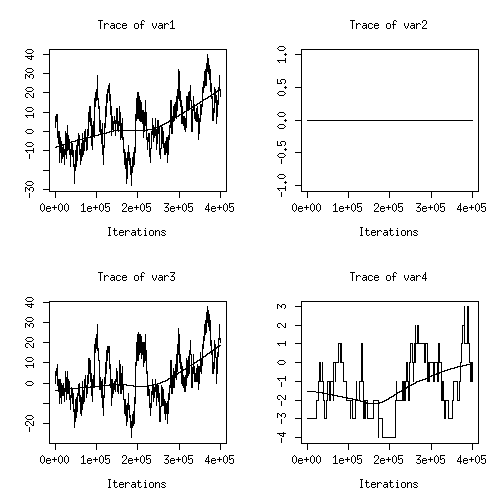 Trace of var1
40
30
20
10
0
-10
-30
0e+00 1e+05 2e+05 3e+05 4e+05
Iterations
Trace of var2
1.0
0.5
0.0
-0.5
-1.0
0e+00 1e+05 2e+05 3e+05 4e+05
Iterations
Trace of var3
40
20
0
-20
0e+00 1e+05 2e+05 3e+05 4e+05
Iterations
Trace of var4
3
2
1
0
-1
-2
-3
-4
0e+00 1e+05 2e+05 3e+05 4e+05
Iterations